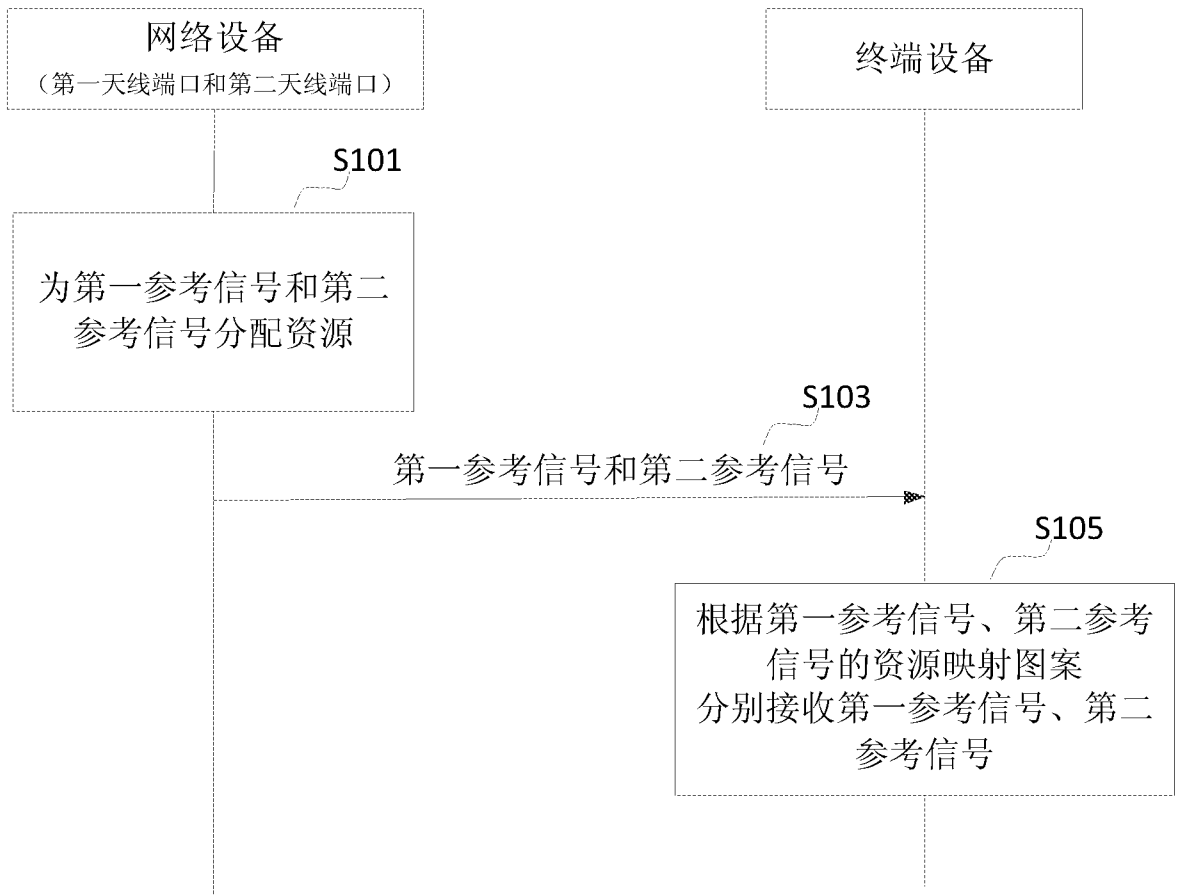 网络设备
（第一天线端口和第二天线端口）
终端设备
S101
为第一参考信号和第二
参考信号分配资源
S103
第一参考信号和第二参考信号
S105
根据第一参考信号、第二参考
信号的资源映射图案
分别接收第一参考信号、第二
参考信号